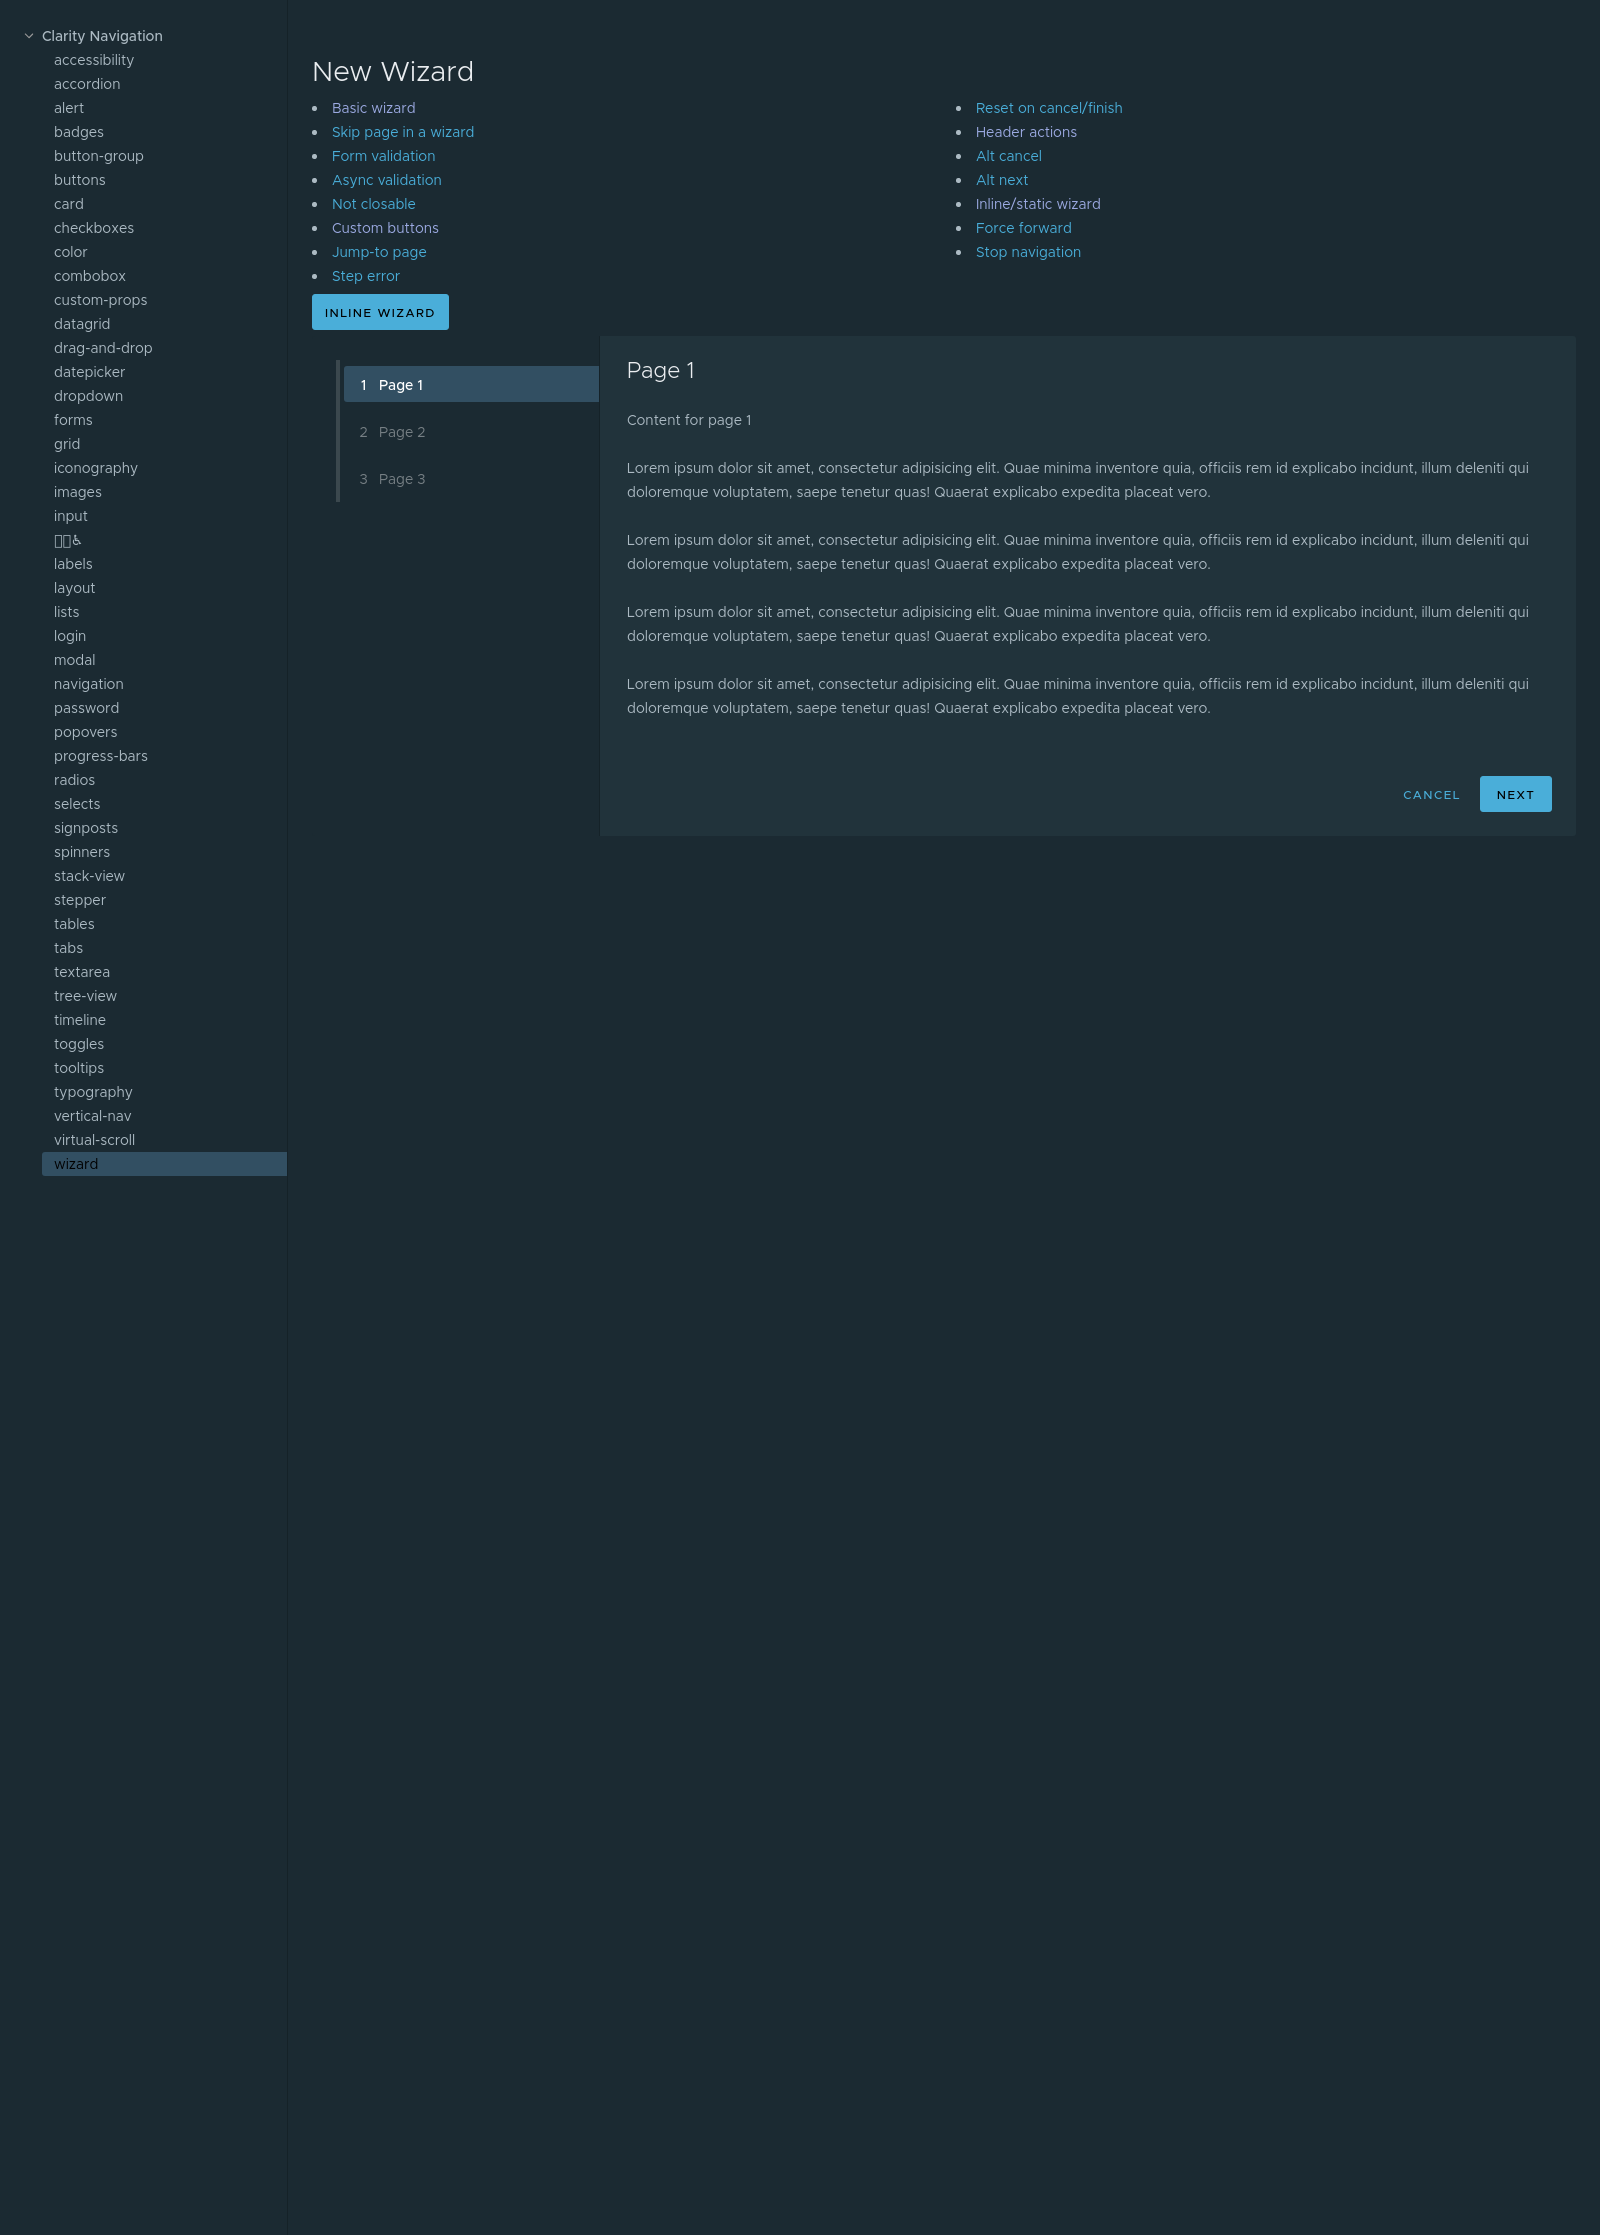 Clarity Navigation
accessibility
accordion
alert
badges
button-group
buttons
card
checkboxes
color
combobox
custom-props
datagrid
drag-and-drop
datepicker
dropdown
forms
grid
iconography
images
input
♿
labels
layout
lists
login
modal
navigation
password
popovers
progress-bars
radios
selects
signposts
spinners
stack-view
stepper
tables
tabs
textarea
tree-view
timeline
toggles
tooltips
typography
vertical-nav
virtual-scroll
wizard
New Wizard
Basic wizard
Skip page in a wizard
Form validation
Async validation
Not closable
Custom buttons
Jump-to page
Step error
Reset on cancel/finish
Header actions
Alt cancel
Alt next
Inline/static wizard
Force forward
Stop navigation
INLINE WIZARD
1 Page 1
2 Page 2
3 Page 3
Page 1
Content for page 1
Lorem ipsum dolor sit amet, consectetur adipisicing elit. Quae minima inventore quia, officiis rem id explicabo incidunt, illum deleniti qui
doloremque voluptatem, saepe tenetur quas! Quaerat explicabo expedita placeat vero.
Lorem ipsum dolor sit amet, consectetur adipisicing elit. Quae minima inventore quia, officiis rem id explicabo incidunt, illum deleniti qui
doloremque voluptatem, saepe tenetur quas! Quaerat explicabo expedita placeat vero.
Lorem ipsum dolor sit amet, consectetur adipisicing elit. Quae minima inventore quia, officiis rem id explicabo incidunt, illum deleniti qui
doloremque voluptatem, saepe tenetur quas! Quaerat explicabo expedita placeat vero.
Lorem ipsum dolor sit amet, consectetur adipisicing elit. Quae minima inventore quia, officiis rem id explicabo incidunt, illum deleniti qui
doloremque voluptatem, saepe tenetur quas! Quaerat explicabo expedita placeat vero.
CANCEL
NEXT